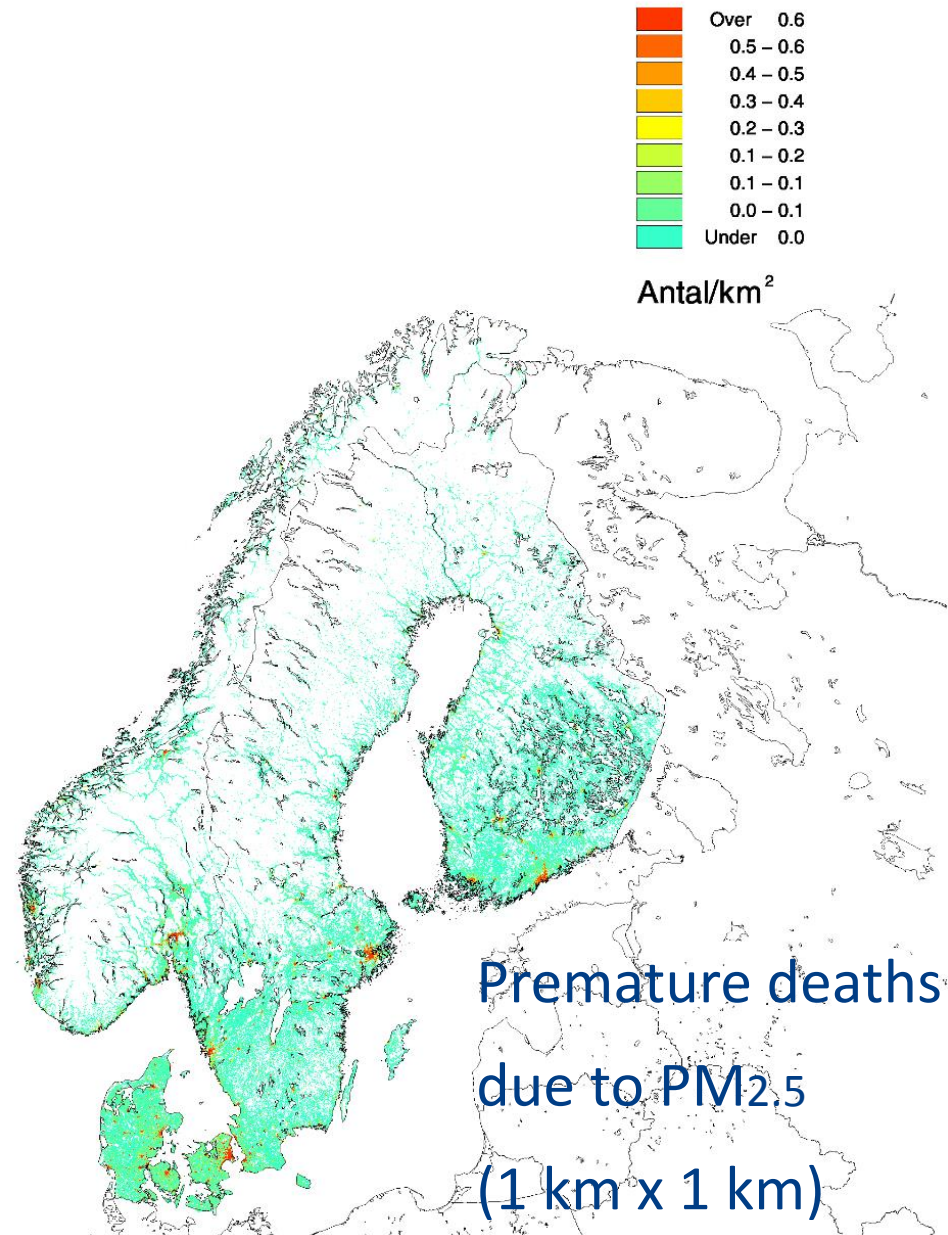 Over 0.6
0.5 – 0.6
0.4 – 0.5
0.3 – 0.4
0.2 – 0.3
0.1 – 0.2
0.1 – 0.1
0.0 – 0.1
Under 0.0
Antal/km²
Premature deaths
due to PM2.5
(1 km x 1 km)